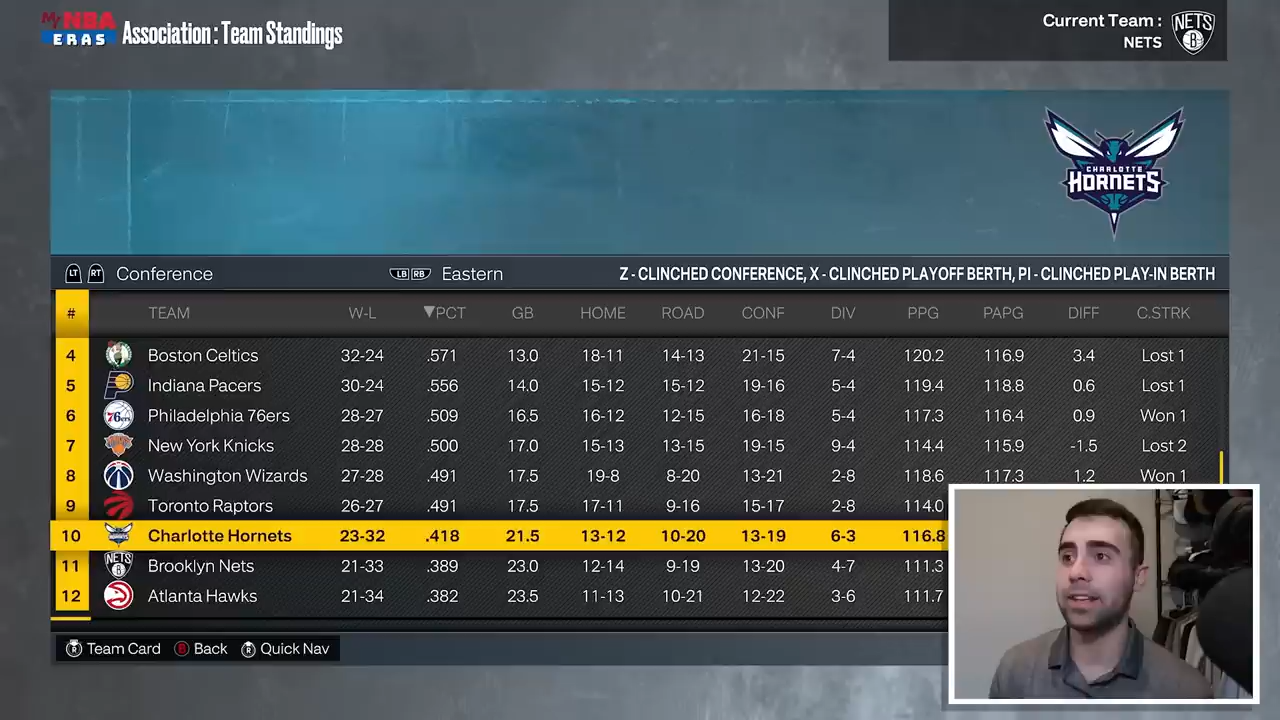 My NBA ERAS
Association : Team Standings
Current Team :
NETS
NETS
B
CHARLOTTE
HORNETS
LT RT Conference LB RB Eastern Z - CLINCHED CONFERENCE, X - CLINCHED PLAYOFF BERTH, PI - CLINCHED PLAY-IN BERTH
# TEAM W-L ▼PCT GB HOME ROAD CONF DIV PPG PAPG DIFF C.STRK
4 Boston Celtics 32-24 .571 13.0 18-11 14-13 21-15 7-4 120.2 116.9 3.4 Lost 1
5 Indiana Pacers 30-24 .556 14.0 15-12 15-12 19-16 5-4 119.4 118.8 0.6 Lost 1
6 76ers Philadelphia 76ers 28-27 .509 16.5 16-12 12-15 16-18 5-4 117.3 116.4 0.9 Won 1
7 New York Knicks 28-28 .500 17.0 15-13 13-15 19-15 9-4 114.4 115.9 -1.5 Lost 2
8 Washington Wizards 27-28 .491 17.5 19-8 8-20 13-21 2-8 118.6 117.3 1.2 Won 1
9 Toronto Raptors 26-27 .491 17.5 17-11 9-16 15-17 2-8 114.0
10 Charlotte Hornets 23-32 .418 21.5 13-12 10-20 13-19 6-3 116.8
11 NETS B Brooklyn Nets 21-33 .389 23.0 12-14 9-19 13-20 4-7 111.3
12 Atlanta Hawks 21-34 .382 23.5 11-13 10-21 12-22 3-6 111.7
R Team Card B Back R Quick Nav